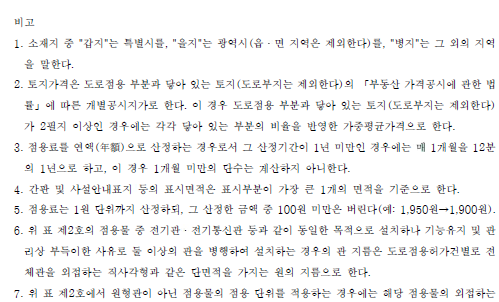 비고
1. 소재지 중 "갑지"는 특별시를, "을지"는 광역시(읍ㆍ면 지역은 제외한다)를, "병지"는 그 외의 지역
을 말한다.
2. 토지가격은 도로점용 부분과 닿아 있는 토지(도로부지는 제외한다)의 「부동산 가격공시에 관한 법
률」에 따른 개별공시지가로 한다. 이 경우 도로점용 부분과 닿아 있는 토지(도로부지는 제외한다)
가 2필지 이상인 경우에는 각각 닿아 있는 부분의 비율을 반영한 가중평균가격으로 한다.
3. 점용료를 연액(年額)으로 산정하는 경우로서 그 산정기간이 1년 미만인 경우에는 매 1개월을 12분
의 1년으로 하고, 이 경우 1개월 미만의 단수는 계산하지 아니한다.
4. 간판 및 사설안내표지 등의 표시면적은 표시부분이 가장 큰 1개의 면적을 기준으로 한다.
5. 점용료는 1원 단위까지 산정하되, 그 산정한 금액 중 100원 미만은 버린다(예: 1,950원→1,900원).
6. 위 표 제2호의 점용물 중 전기관ㆍ전기통신관 등과 같이 동일한 목적으로 설치하나 기능유지 및 관
리상 부득이한 사유로 둘 이상의 관을 병행하여 설치하는 경우의 관 지름은 도로점용허가건별로 전
체관을 외접하는 직사각형과 같은 단면적을 가지는 원의 지름으로 한다.
7. 위 표 제2호에서 원형관이 아닌 점용물의 점용 단위를 적용하는 경우에는 해당 점용물의 외접하는